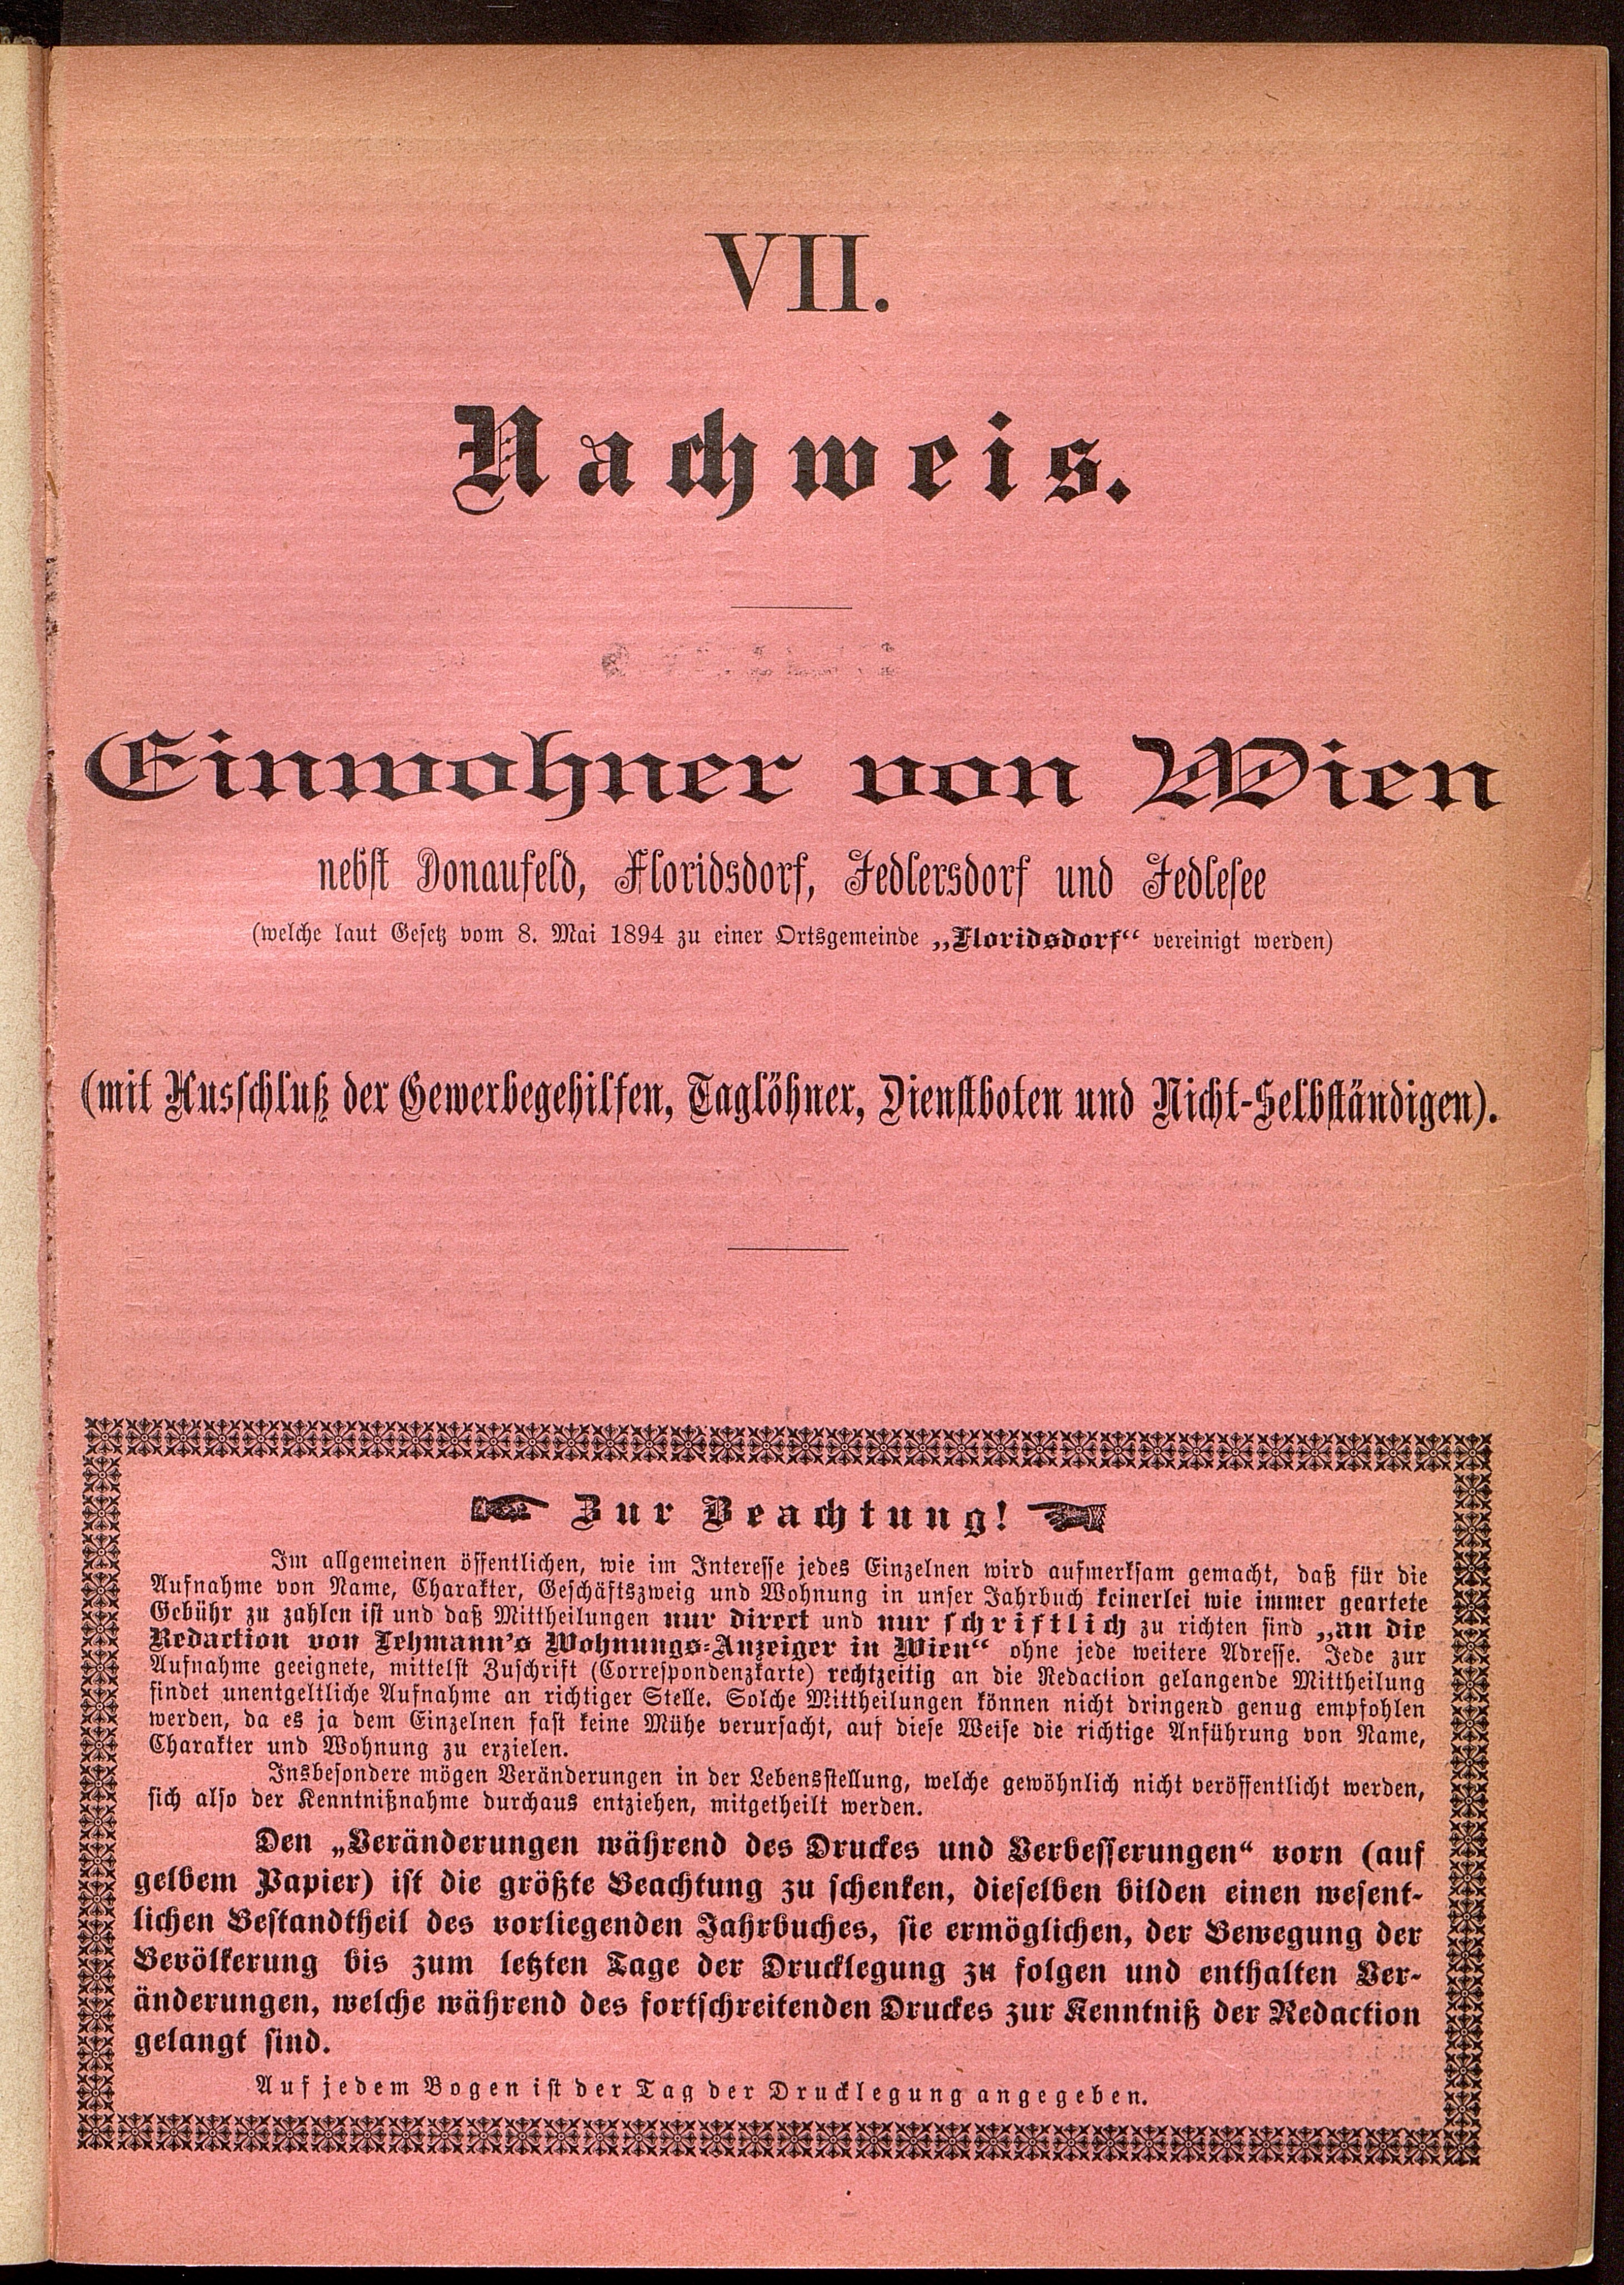 VII.
Nachweis.
Einwohner von Wien
nebst Donaufeld, Floridsdorf, Jedlersdorf und Jedlesee
(welche laut Gesetz vom 8. Mai 1894 zu einer Ortsgemeinde „Floridsdorf“ vereinigt werden)
(mit Ausschluß der Gewerbegehilfen, Taglöhner, Dienstboten und Nicht-Selbständigen).
Zur Beachtung!
Im allgemeinen öffentlichen, wie im Interesse jedes Einzelnen wird aufmerksam gemacht, daß für die
Aufnahme von Name, Charakter, Geschäftszweig und Wohnung in unser Jahrbuch keinerlei wie immer geartete
Gebühr zu zahlen ist und daß Mittheilungen nur direct und nur schriftlich zu richten sind „an die
Redaction von Lehmann's Wohnungs-Anzeiger in Wien“ ohne jede weitere Adresse. Jede zur
Aufnahme geeignete, mittelst Zuschrift (Correspondenzkarte) rechtzeitig an die Redaction gelangende Mittheilung
findet unentgeltliche Aufnahme an richtiger Stelle. Solche Mittheilungen können nicht dringend genug empfohlen
werden, da es ja dem Einzelnen fast keine Mühe verursacht, auf diese Weise die richtige Anführung von Name,
Charakter und Wohnung zu erzielen.
Insbesondere mögen Veränderungen in der Lebensstellung, welche gewöhnlich nicht veröffentlicht werden,
sich also der Kenntnißnahme durchaus entziehen, mitgetheilt werden.
Den „Veränderungen während des Druckes und Verbesserungen“ vorn (auf
gelbem Papier) ist die größte Beachtung zu schenken, dieselben bilden einen wesent-
lichen Bestandtheil des vorliegenden Jahrbuches, sie ermöglichen, der Bewegung der
Bevölkerung bis zum letzten Tage der Drucklegung zu folgen und enthalten Ver-
änderungen, welche während des fortschreitenden Druckes zur Kenntniß der Redaction
gelangt sind.
Auf jedem Bogen ist der Tag der Drucklegung angegeben.